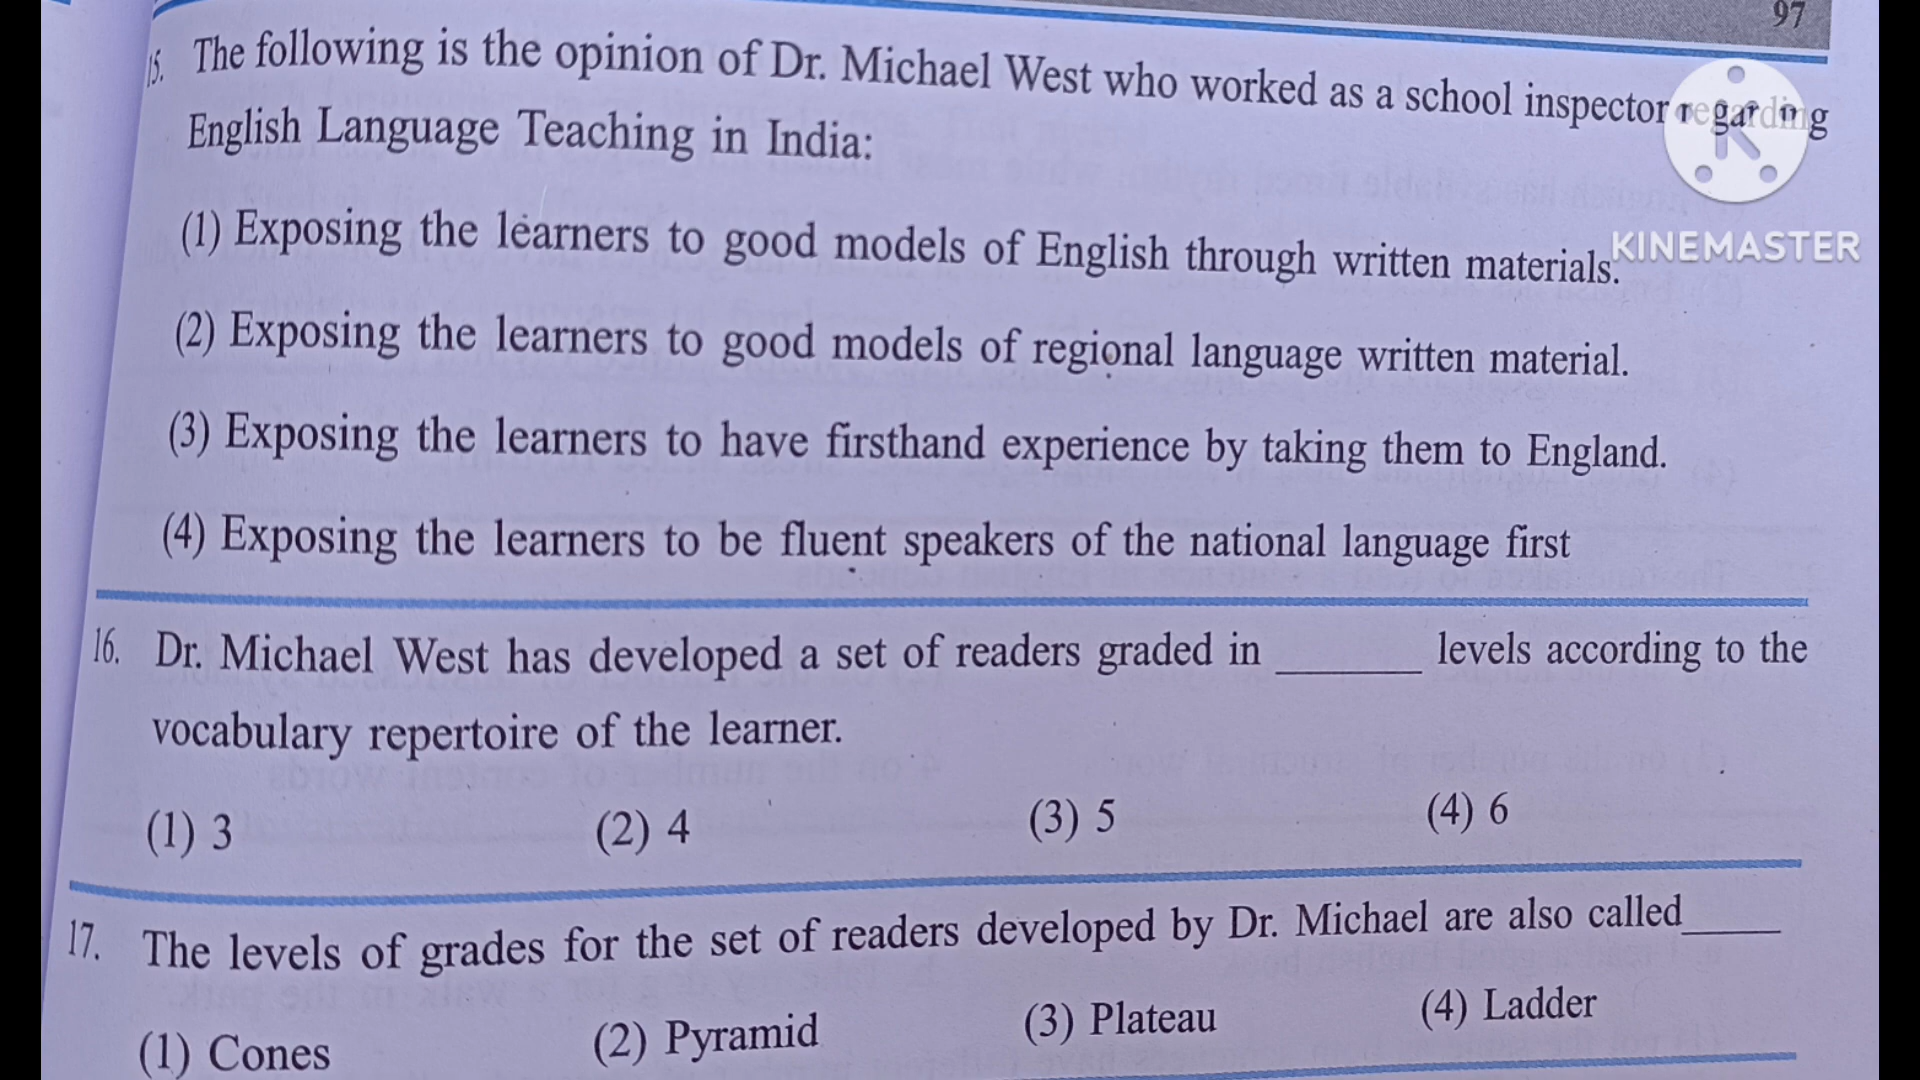 97
15. The following is the opinion of Dr. Michael West who worked as a school inspector regarding
English Language Teaching in India:
KINEMASTER
(1) Exposing the learners to good models of English through written materials.
(2) Exposing the learners to good models of regional language written material.
(3) Exposing the learners to have firsthand experience by taking them to England.
(4) Exposing the learners to be fluent speakers of the national language first
16. Dr. Michael West has developed a set of readers graded in ______ levels according to the
vocabulary repertoire of the learner.
(1) 3 (2) 4 (3) 5 (4) 6
17. The levels of grades for the set of readers developed by Dr. Michael are also called____
(1) Cones (2) Pyramid (3) Plateau (4) Ladder